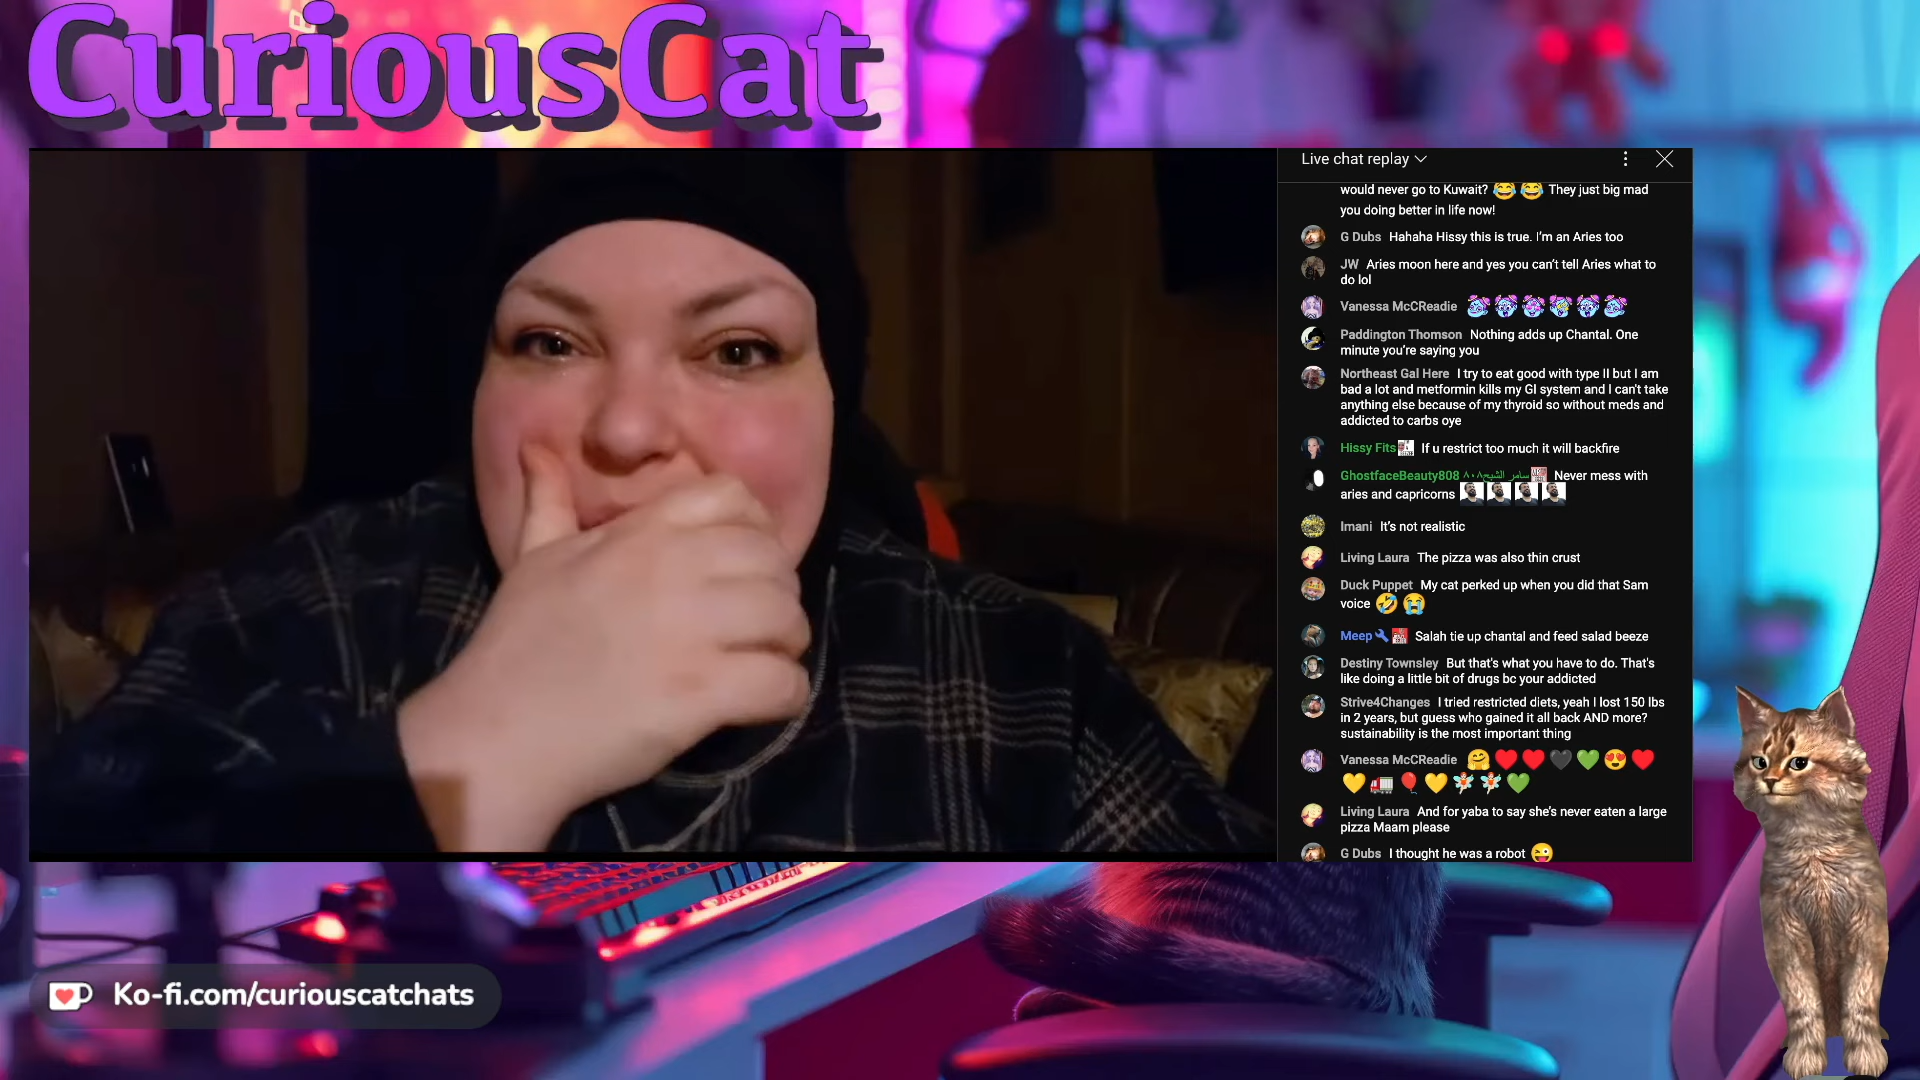 CuriousCat
Live chat replay
would never go to Kuwait? 😂 😂 They just big mad
you doing better in life now!
G Dubs Hahaha Hissy this is true. I'm an Aries too
JW Aries moon here and yes you can't tell Aries what to
do lol
Vanessa McCReadie
Paddington Thomson Nothing adds up Chantal. One
minute you're saying you
Northeast Gal Here I try to eat good with type II but I am
bad a lot and metformin kills my GI system and I can't take
anything else because of my thyroid so without meds and
addicted to carbs oye
Hissy Fits If u restrict too much it will backfire
GhostfaceBeauty808 سامر الشيح٨٠٨ Never mess with
aries and capricorns
Imani It's not realistic
Living Laura The pizza was also thin crust
Duck Puppet My cat perked up when you did that Sam
voice 🤣 😭
Meep Salah tie up chantal and feed salad beeze
Destiny Townsley But that's what you have to do. That's
like doing a little bit of drugs bc your addicted
Strive4Changes I tried restricted diets, yeah I lost 150 lbs
in 2 years, but guess who gained it all back AND more?
sustainability is the most important thing
Vanessa McCReadie 🤗 ❤️ ❤️ 🖤 💚 😍 ❤️
💛 🚛 🎈 💛 🧚 🧚 💚
Living Laura And for yaba to say she's never eaten a large
pizza Maam please
G Dubs I thought he was a robot 😜
Ko-fi.com/curiouscatchats